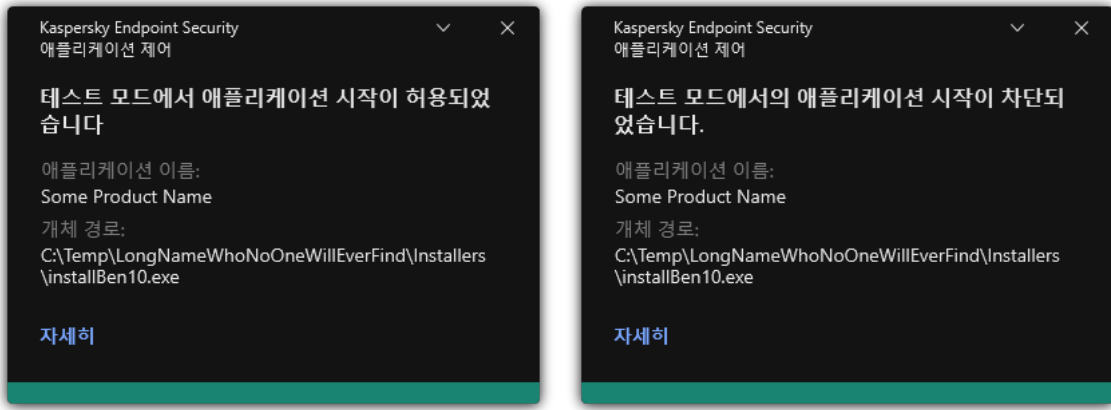 Kaspersky Endpoint Security
애플리케이션 제어
테스트 모드에서 애플리케이션 시작이 허용되었
습니다
애플리케이션 이름:
Some Product Name
개체 경로:
C:\Temp\LongNameWhoNoOneWillEverFind\Installers
\installBen10.exe
자세히
Kaspersky Endpoint Security
애플리케이션 제어
테스트 모드에서의 애플리케이션 시작이 차단되
었습니다.
애플리케이션 이름:
Some Product Name
개체 경로:
C:\Temp\LongNameWhoNoOneWillEverFind\Installers
\installBen10.exe
자세히